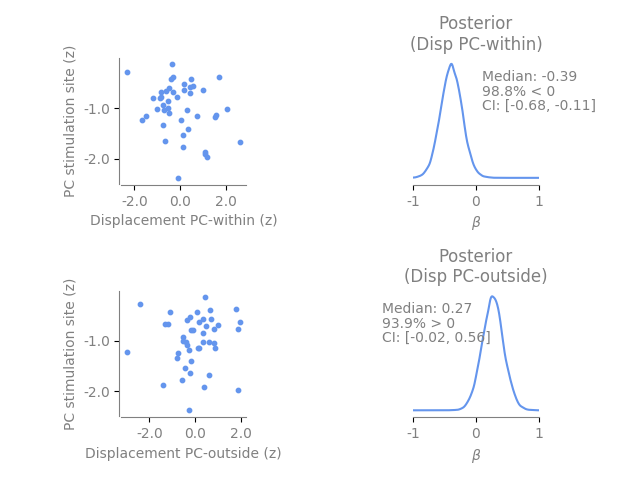 PC stimulation site (z)
-1.0
-2.0
-2.0
0.0
2.0
Displacement PC-within (z)
Posterior
(Disp PC-within)
Median: -0.39
98.8% < 0
CI: [-0.68, -0.11]
-1
0
1
β
PC stimulation site (z)
-1.0
-2.0
-2.0
0.0
2.0
Displacement PC-outside (z)
Posterior
(Disp PC-outside)
Median: 0.27
93.9% > 0
CI: [-0.02, 0.56]
-1
0
1
β